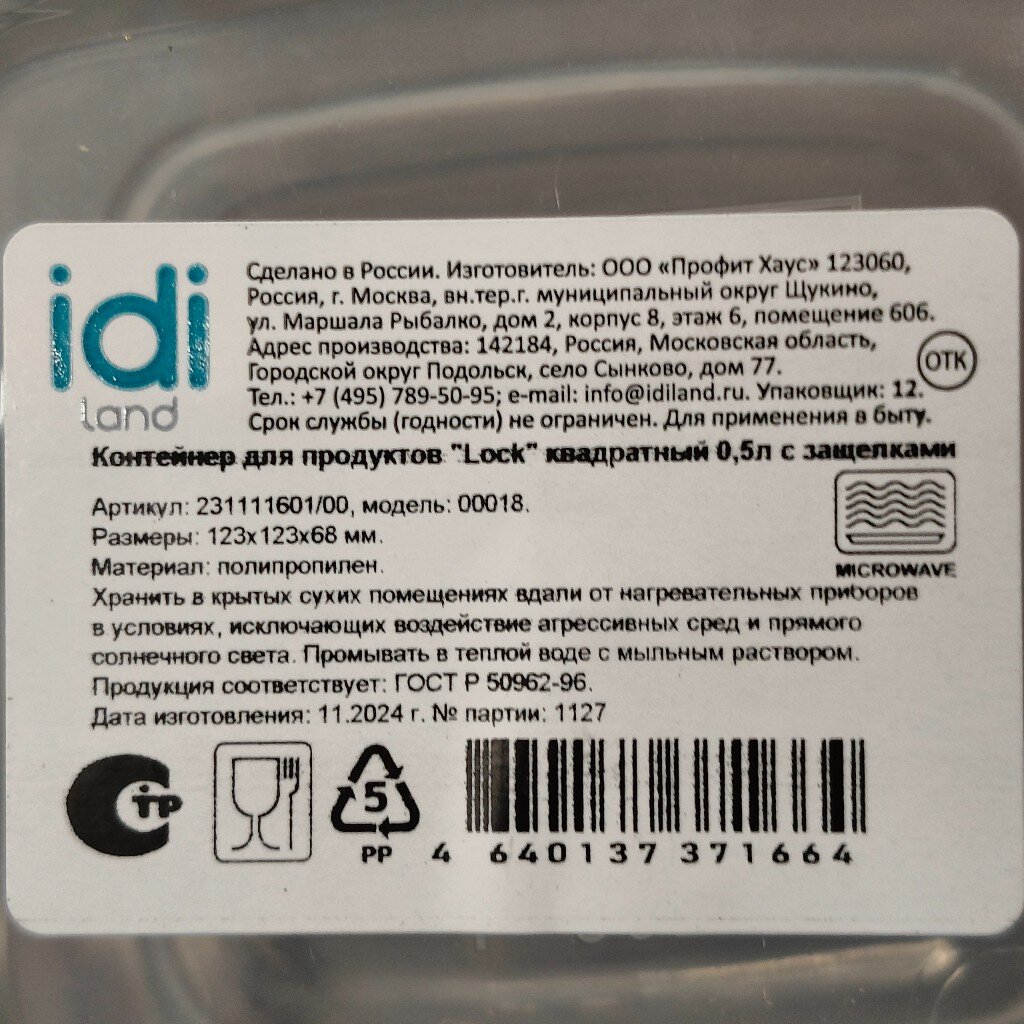 idi
land
Сделано в России. Изготовитель: ООО «Профит Хаус» 123060,
Россия, г. Москва, вн.тер.г. муниципальный округ Щукино,
ул. Маршала Рыбалко, дом 2, корпус 8, этаж 6, помещение 606.
Адрес производства: 142184, Россия, Московская область,
Городской округ Подольск, село Сынково, дом 77.
Тел.: +7 (495) 789-50-95; e-mail: info@idiland.ru. Упаковщик: 12.
Срок службы (годности) не ограничен. Для применения в быту.
ОТК
Контейнер для продуктов "Lock" квадратный 0,5л с защелками
Артикул: 231111601/00, модель: 00018.
Размеры: 123х123х68 мм.
Материал: полипропилен.
MICROWAVE
Хранить в крытых сухих помещениях вдали от нагревательных приборов
в условиях, исключающих воздействие агрессивных сред и прямого
солнечного света. Промывать в теплой воде с мыльным раствором.
Продукция соответствует: ГОСТ Р 50962-96.
Дата изготовления: 11.2024 г. № партии: 1127
СТР
5
PP
4 640137 371664